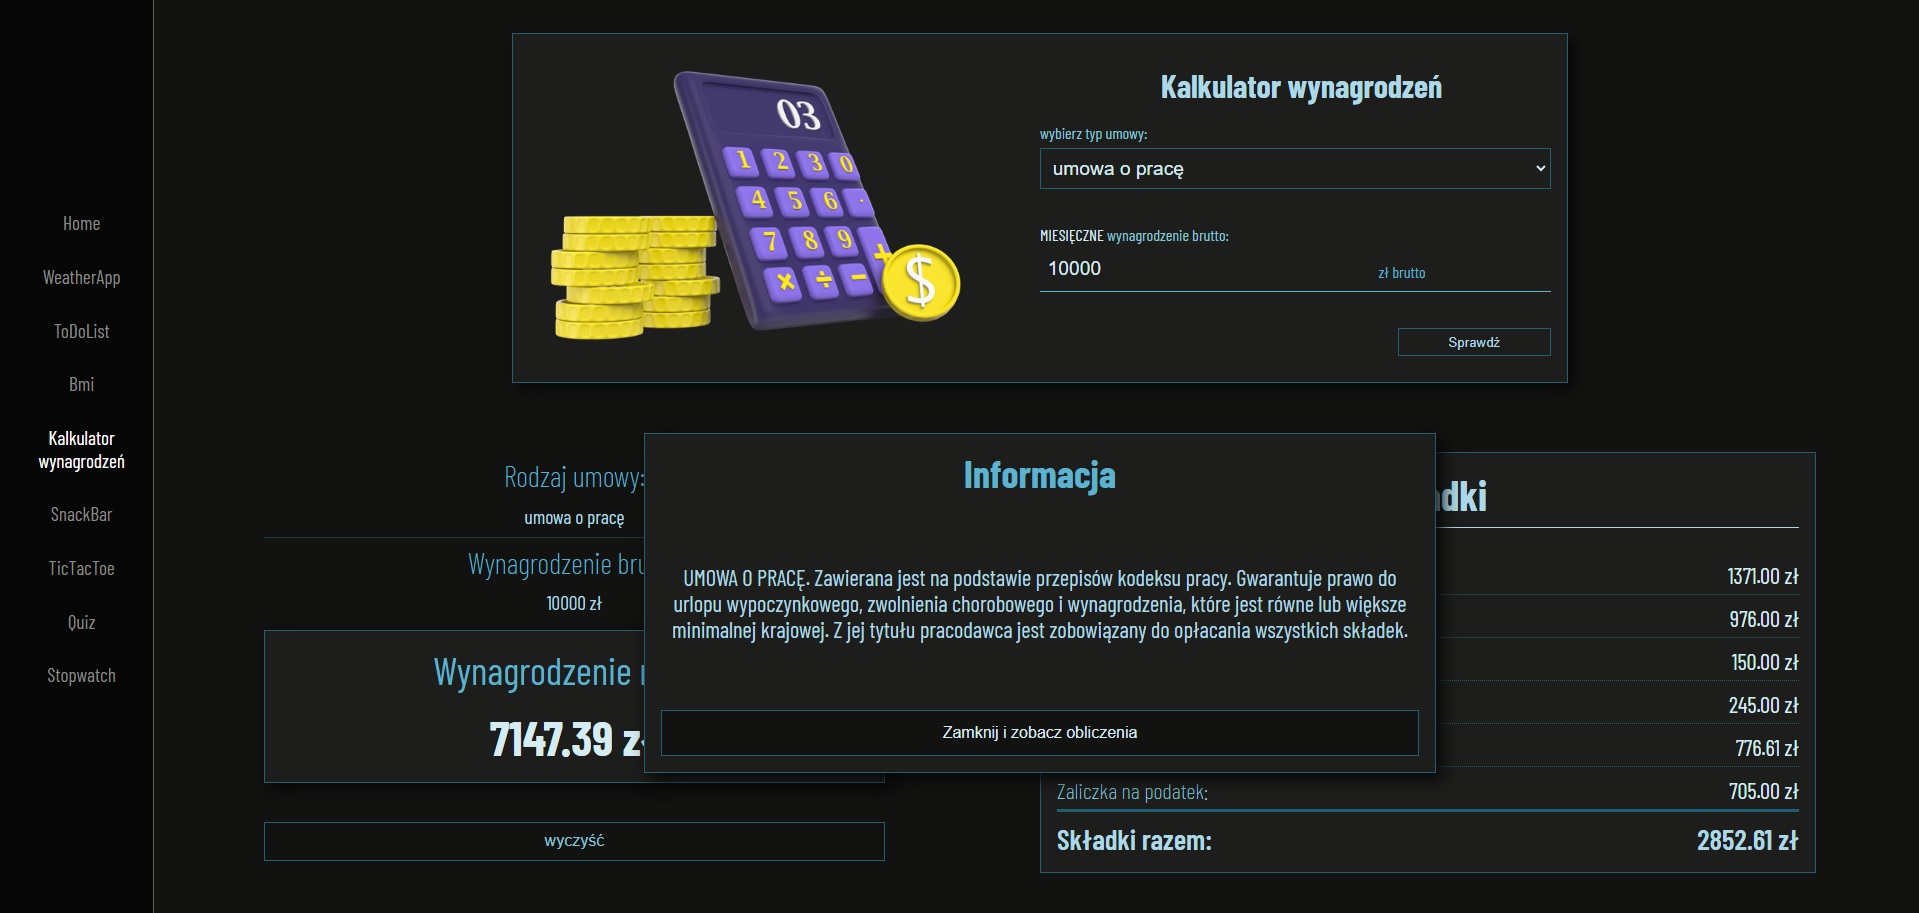 Home
WeatherApp
ToDoList
Bmi
Kalkulator
wynagrodzeń
SnackBar
TicTacToe
Quiz
Stopwatch
03
1 2 3 0
4 5 6 .
7 8 9 +
× ÷ −
$
Kalkulator wynagrodzeń
wybierz typ umowy:
umowa o pracę
MIESIĘCZNE wynagrodzenie brutto:
10000
zł brutto
Sprawdź
Rodzaj umowy:
umowa o pracę
Wynagrodzenie
10000 zł
Wynagrodzenie
7147.39
wyczyść
Informacja
UMOWA O PRACĘ. Zawierana jest na podstawie przepisów kodeksu pracy. Gwarantuje prawo do
urlopu wypoczynkowego, zwolnienia chorobowego i wynagrodzenia, które jest równe lub większe
minimalnej krajowej. Z jej tytułu pracodawca jest zobowiązany do opłacania wszystkich składek.
Zamknij i zobacz obliczenia
1371.00 zł
976.00 zł
150.00 zł
245.00 zł
776.61 zł
Zaliczka na podatek:
705.00 zł
Składki razem:
2852.61 zł